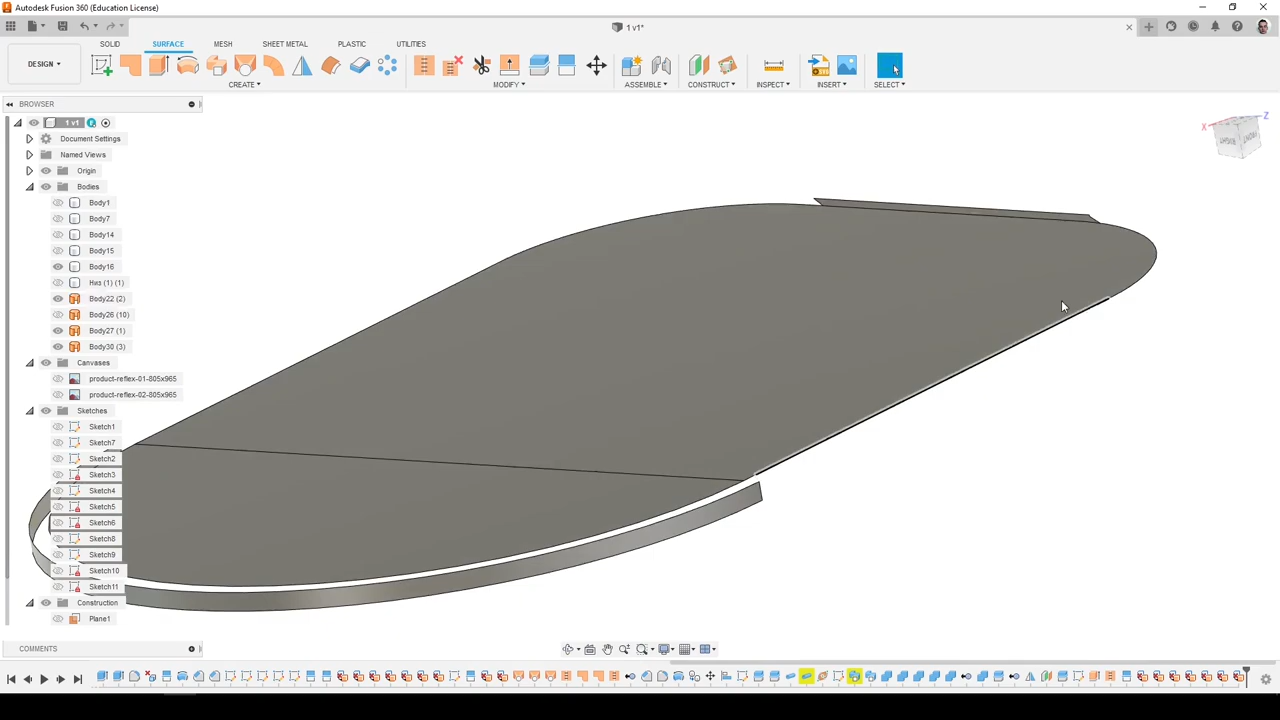 Autodesk Fusion 360 (Education License)
1 v1*
DESIGN
SOLID
SURFACE
MESH
SHEET METAL
PLASTIC
UTILITIES
CREATE
MODIFY
ASSEMBLE
CONSTRUCT
INSPECT
INSERT
SELECT
BROWSER
1 v1
Document Settings
Named Views
Origin
Bodies
Body1
Body7
Body14
Body15
Body16
Низ (1) (1)
Body22 (2)
Body26 (10)
Body27 (1)
Body30 (3)
Canvases
product-reflex-01-805x965
product-reflex-02-805x965
Sketches
Sketch1
Sketch7
Sketch2
Sketch3
Sketch4
Sketch5
Sketch6
Sketch8
Sketch9
Sketch10
Sketch11
Construction
Plane1
X
Z
COMMENTS